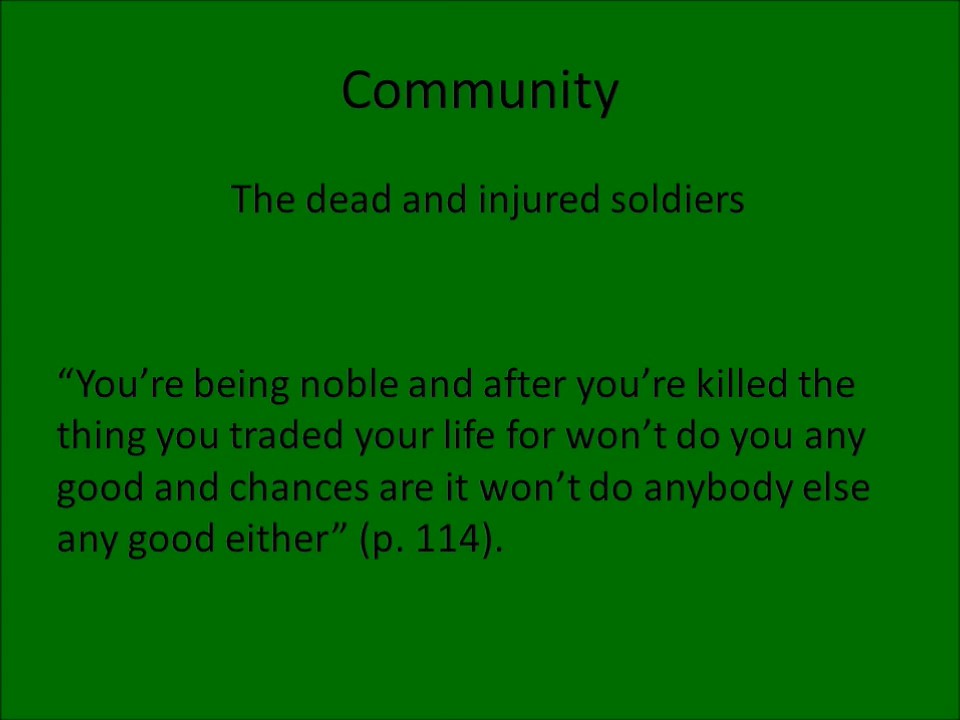 Community
The dead and injured soldiers
“You’re being noble and after you’re killed the
thing you traded your life for won’t do you any
good and chances are it won’t do anybody else
any good either” (p. 114).